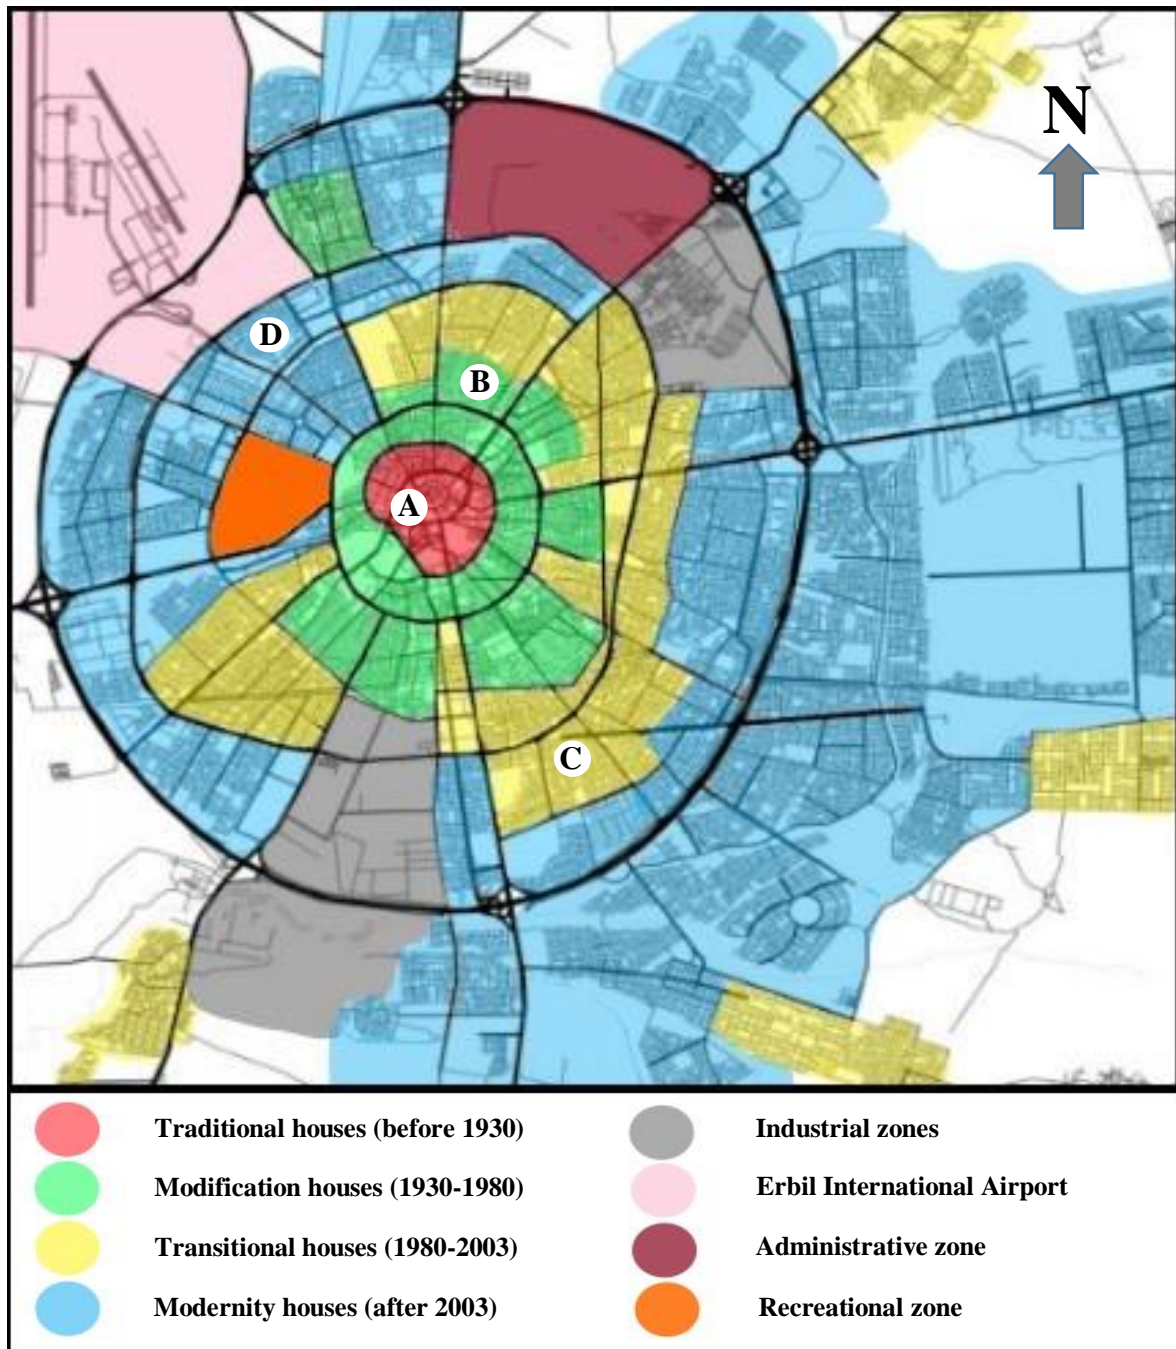 N
D
B
A
C
Traditional houses (before 1930)
Modification houses (1930-1980)
Transitional houses (1980-2003)
Modernity houses (after 2003)
Industrial zones
Erbil International Airport
Administrative zone
Recreational zone